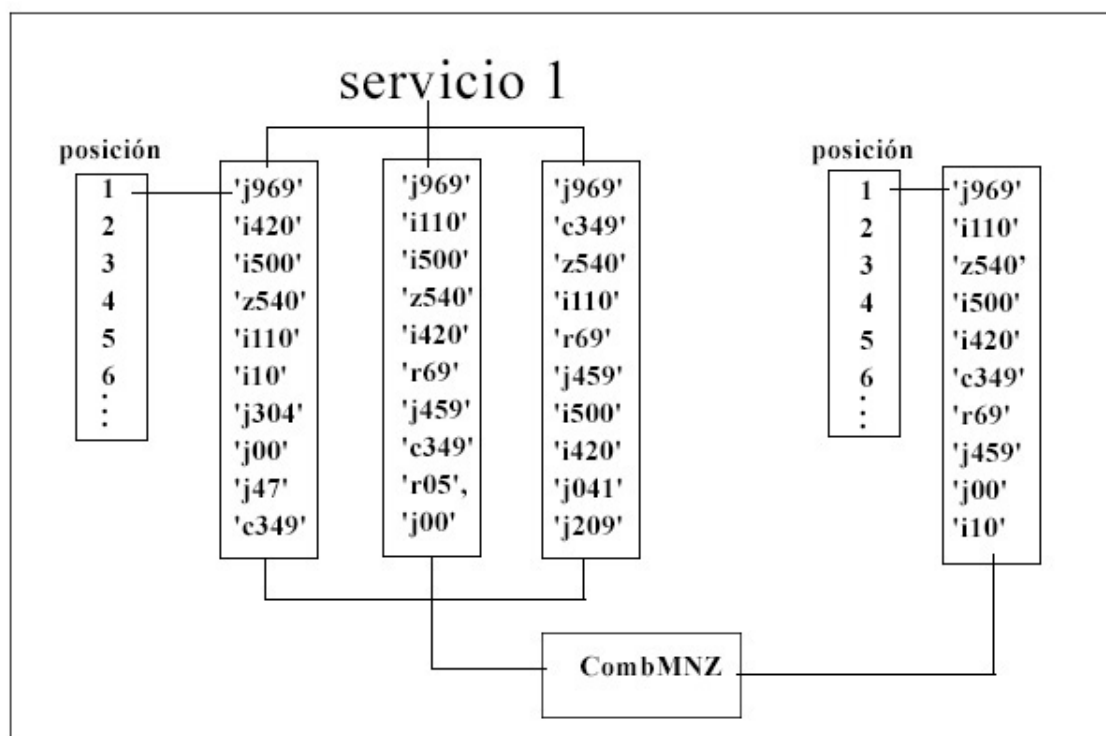 servicio 1
posición
1
2
3
4
5
6
⋮
'j969'
'i420'
'i500'
'z540'
'i110'
'i10'
'j304'
'j00'
'j47'
'c349'
'j969'
'i110'
'i500'
'z540'
'i420'
'r69'
'j459'
'c349'
'r05',
'j00'
'j969'
'c349'
'z540'
'i110'
'r69'
'j459'
'i500'
'i420'
'j041'
'j209'
posición
1
2
3
4
5
6
⋮
'j969'
'i110'
'z540’
'i500'
'i420'
'c349'
'r69'
'j459'
'j00'
'i10'
CombMNZ